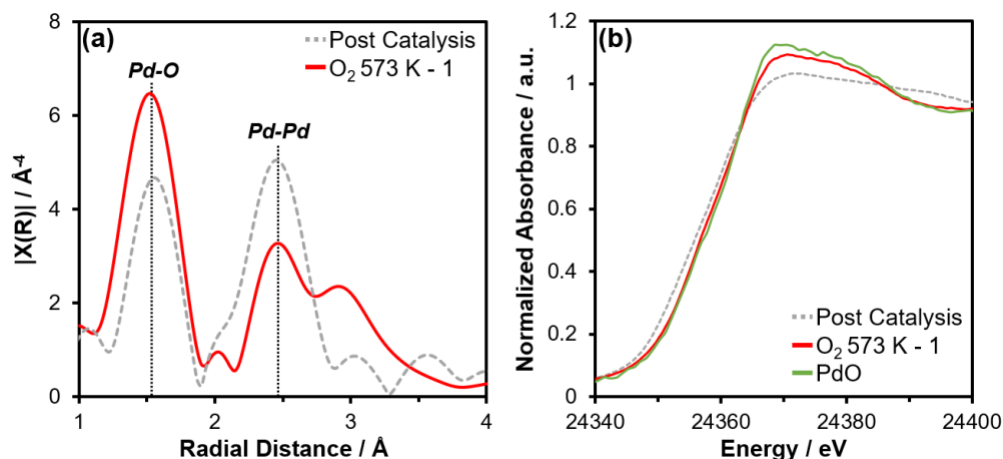 (a)
Post Catalysis
O₂ 573 K - 1
Pd-O
Pd-Pd
8
6
4
2
0
|X(R)| / Å⁻⁴
1 2 3 4
Radial Distance / Å
(b)
1.2
1
0.8
0.6
0.4
0.2
0
Normalized Absorbance / a.u.
Post Catalysis
O₂ 573 K - 1
PdO
24340 24360 24380 24400
Energy / eV